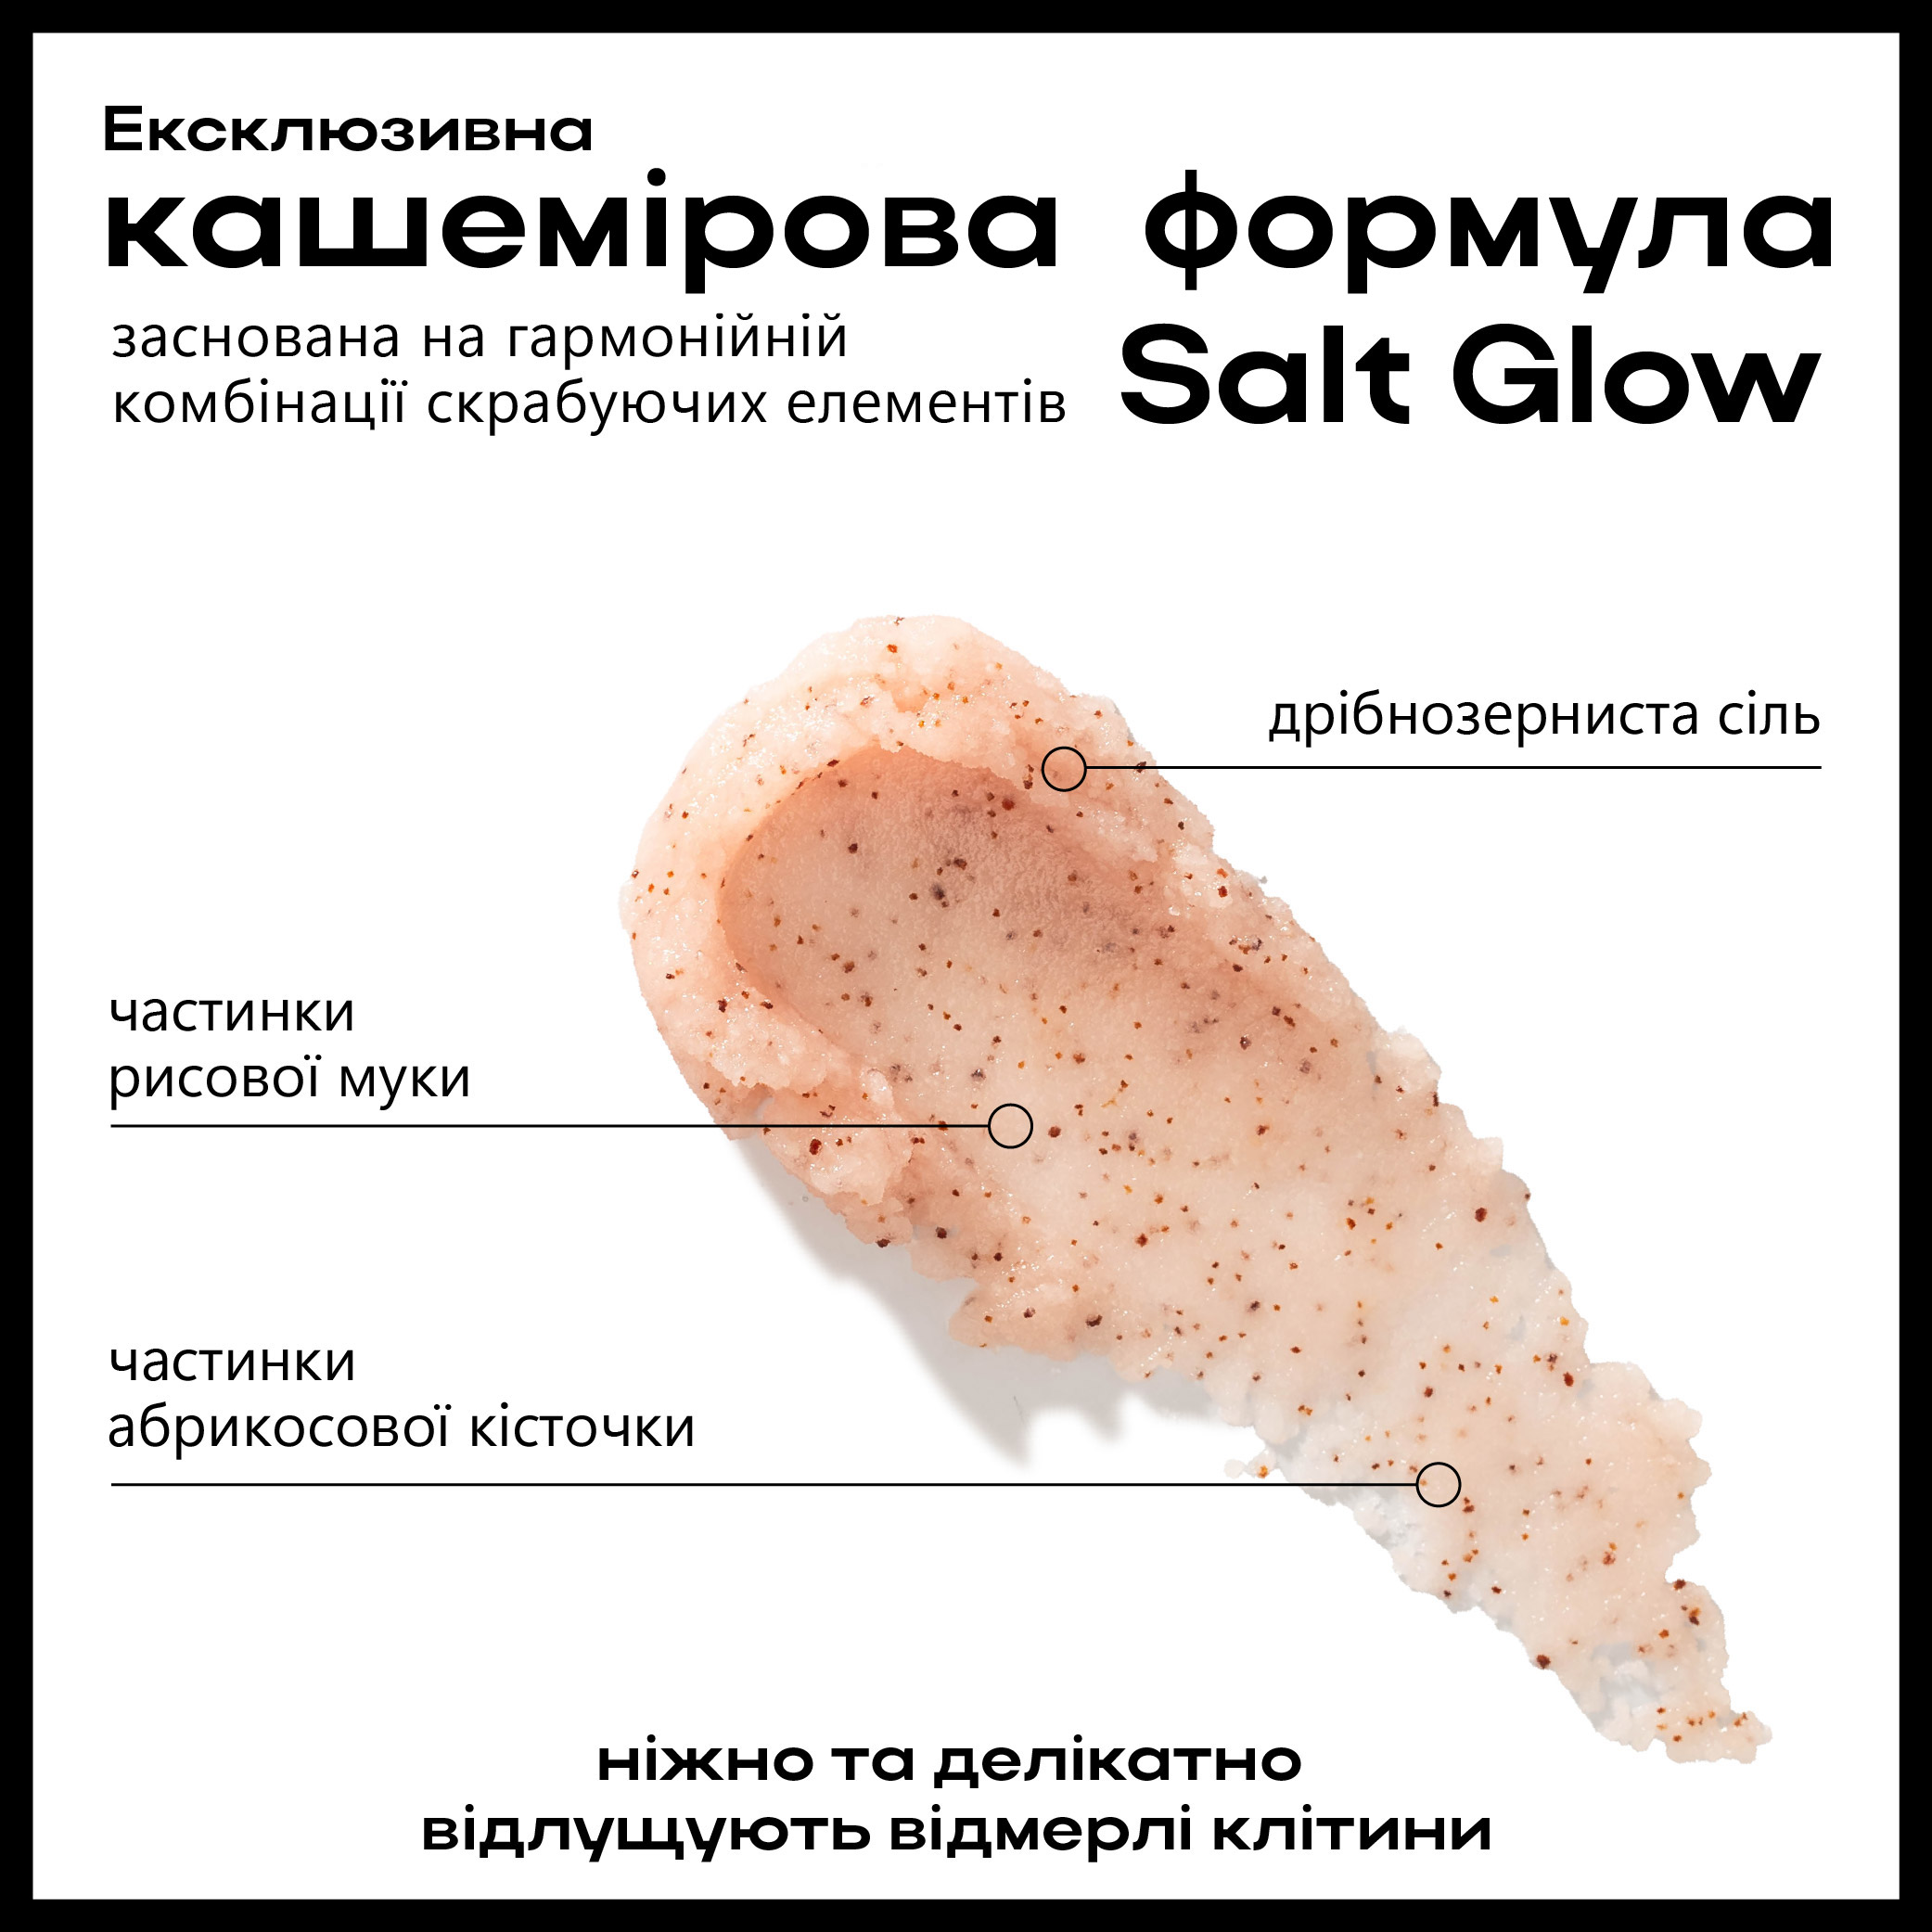 Ексклюзивна
кашемірова формула
заснована на гармонійній
комбінації скрабуючих елементів
Salt Glow
дрібнозерниста сіль
частинки
рисової муки
частинки
абрикосової кісточки
ніжно та делікатно
відлущують відмерлі клітини